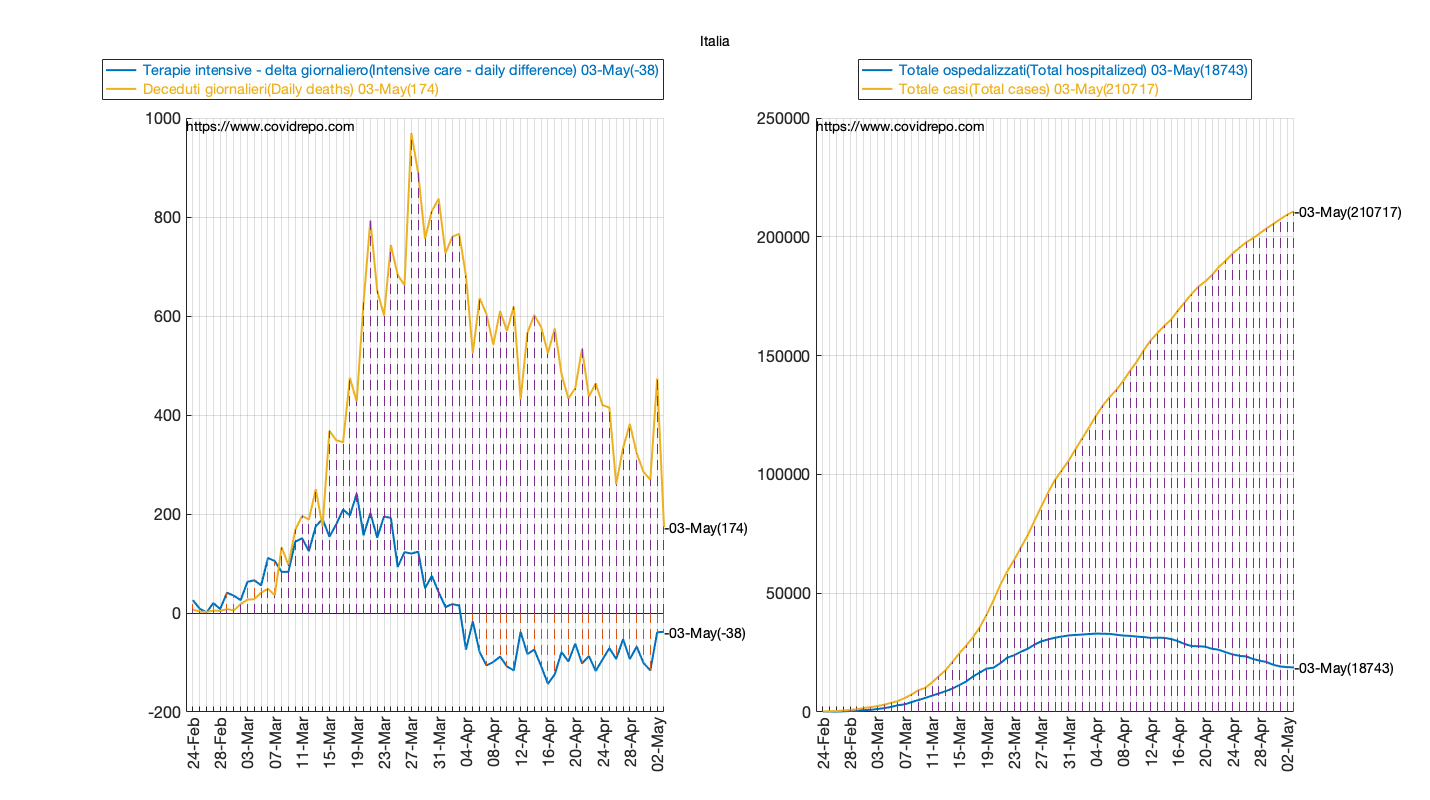 Italia
Terapie intensive - delta giornaliero(Intensive care - daily difference) 03-May(-38)
Deceduti giornalieri(Daily deaths) 03-May(174)
https://www.covidrepo.com
1000
800
600
400
200
0
-200
-03-May(174)
-03-May(-38)
24-Feb
28-Feb
03-Mar
07-Mar
11-Mar
15-Mar
19-Mar
23-Mar
27-Mar
31-Mar
04-Apr
08-Apr
12-Apr
16-Apr
20-Apr
24-Apr
28-Apr
02-May
Totale ospedalizzati(Total hospitalized) 03-May(18743)
Totale casi(Total cases) 03-May(210717)
https://www.covidrepo.com
250000
200000
150000
100000
50000
0
-03-May(210717)
-03-May(18743)
24-Feb
28-Feb
03-Mar
07-Mar
11-Mar
15-Mar
19-Mar
23-Mar
27-Mar
31-Mar
04-Apr
08-Apr
12-Apr
16-Apr
20-Apr
24-Apr
28-Apr
02-May